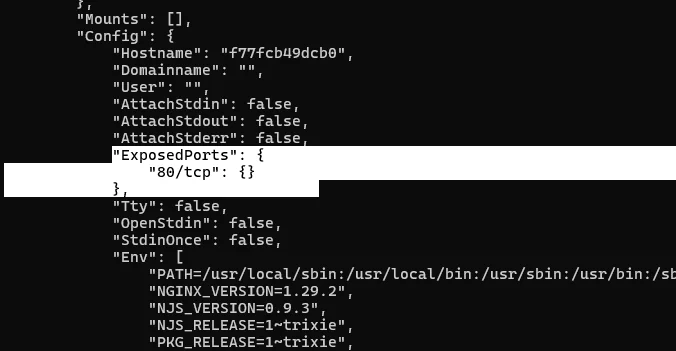 },
"Mounts": [],
"Config": {
"Hostname": "f77fcb49dcb0",
"Domainname": "",
"User": "",
"AttachStdin": false,
"AttachStdout": false,
"AttachStderr": false,
"ExposedPorts": {
"80/tcp": {}
},
"Tty": false,
"OpenStdin": false,
"StdinOnce": false,
"Env": [
"PATH=/usr/local/sbin:/usr/local/bin:/usr/sbin:/usr/bin:/sb
"NGINX_VERSION=1.29.2",
"NJS_VERSION=0.9.3",
"NJS_RELEASE=1~trixie",
"PKG_RELEASE=1~trixie",